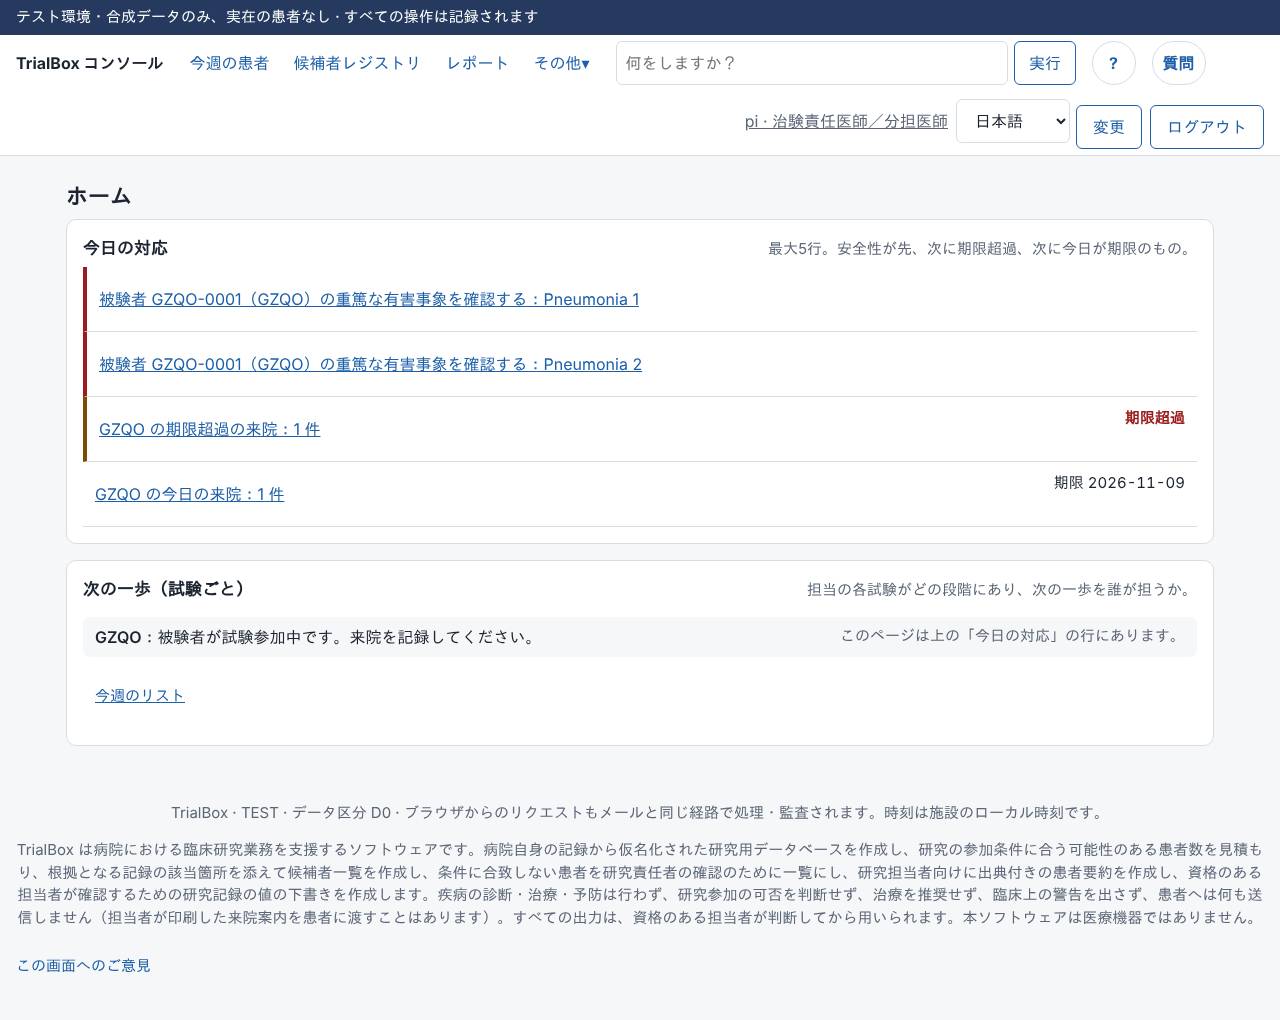 テスト環境・合成データのみ、実在の患者なし · すべての操作は記録されます
TrialBox コンソール 今週の患者 候補者レジストリ レポート その他▾ 何をしますか？ 実行 ? 質問
pi · 治験責任医師／分担医師 日本語 変更 ログアウト
ホーム
今日の対応 最大5行。安全性が先、次に期限超過、次に今日が期限のもの。
被験者 GZQO-0001（GZQO）の重篤な有害事象を確認する：Pneumonia 1
被験者 GZQO-0001（GZQO）の重篤な有害事象を確認する：Pneumonia 2
GZQO の期限超過の来院：1 件 期限超過
GZQO の今日の来院：1 件 期限 2026-11-09
次の一歩（試験ごと） 担当の各試験がどの段階にあり、次の一歩を誰が担うか。
GZQO：被験者が試験参加中です。来院を記録してください。 このページは上の「今日の対応」の行にあります。
今週のリスト
TrialBox · TEST · データ区分 D0 · ブラウザからのリクエストもメールと同じ経路で処理・監査されます。時刻は施設のローカル時刻です。
TrialBox は病院における臨床研究業務を支援するソフトウェアです。病院自身の記録から仮名化された研究用データベースを作成し、研究の参加条件に合う可能性のある患者数を見積も
り、根拠となる記録の該当箇所を添えて候補者一覧を作成し、条件に合致しない患者を研究責任者の確認のために一覧にし、研究担当者向けに出典付きの患者要約を作成し、資格のある
担当者が確認するための研究記録の値の下書きを作成します。疾病の診断・治療・予防は行わず、研究参加の可否を判断せず、治療を推奨せず、臨床上の警告を出さず、患者へは何も送
信しません（担当者が印刷した来院案内を患者に渡すことはあります）。すべての出力は、資格のある担当者が判断してから用いられます。本ソフトウェアは医療機器ではありません。
この画面へのご意見